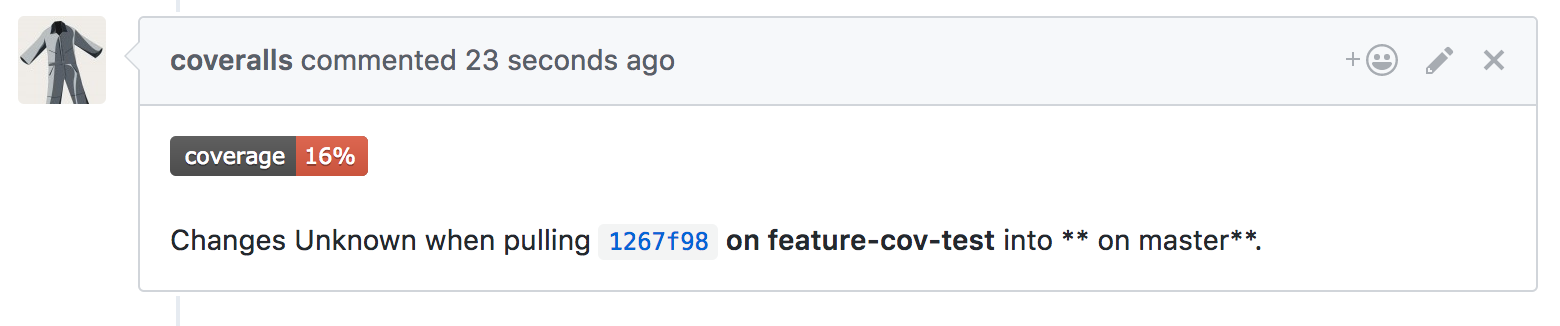 coveralls commented 23 seconds ago
coverage 16%
Changes Unknown when pulling 1267f98 on feature-cov-test into ** on master**.